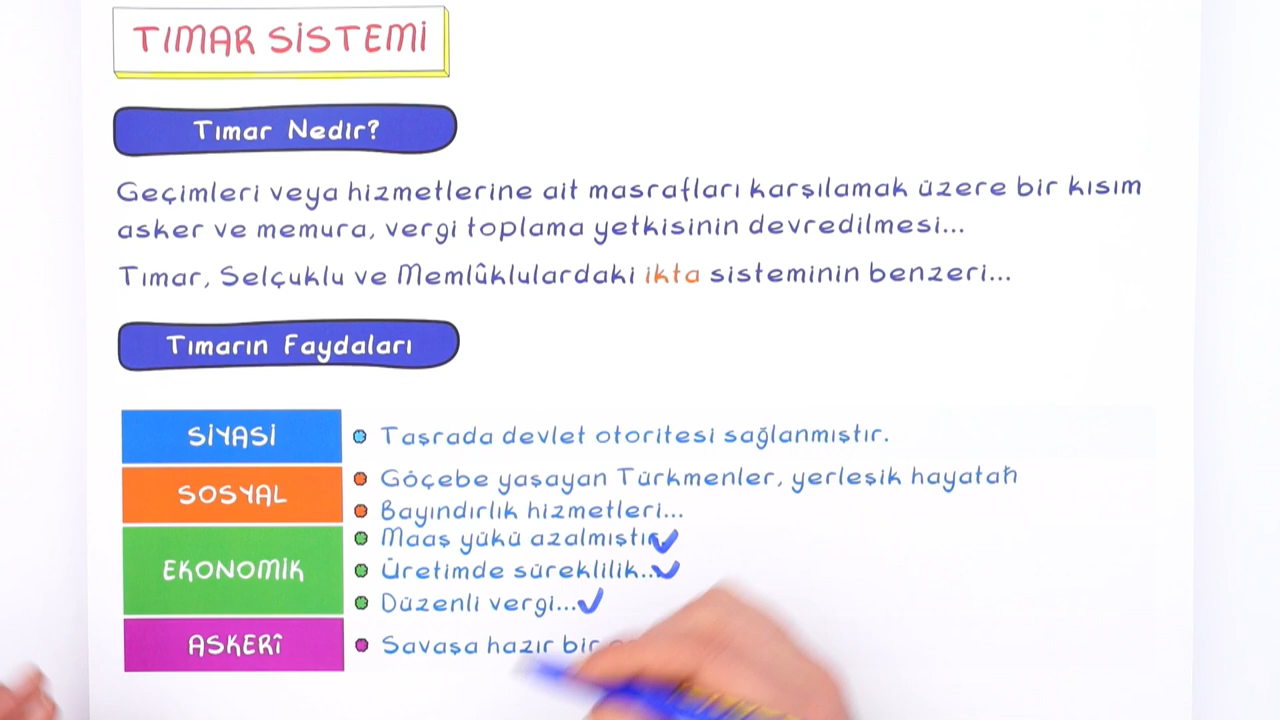 TIMAR SİSTEMİ
Tımar Nedir?
Geçimleri veya hizmetlerine ait masrafları karşılamak üzere bir kısım
asker ve memura, vergi toplama yetkisinin devredilmesi...
Tımar, Selçuklu ve Memlûklulardaki ikta sisteminin benzeri...
Tımarın Faydaları
SİYASİ
Taşrada devlet otoritesi sağlanmıştır.
SOSYAL
Göçebe yaşayan Türkmenler, yerleşik
Bayındırlık hizmetleri...
EKONOMİK
Maaş yükü azalmıştır
Üretimde süreklilik...
Düzenli vergi...
ASKERÎ
Savaşa hazır bir